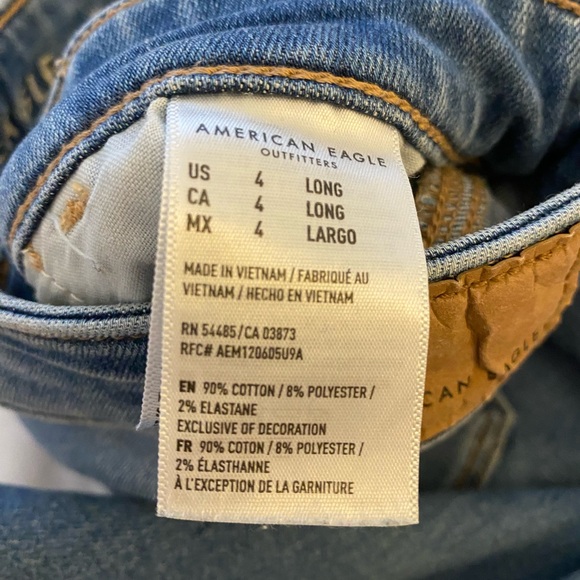 AMERICAN EAGLE
OUTFITTERS
US 4 LONG
CA 4 LONG
MX 4 LARGO
MADE IN VIETNAM / FABRIQUÉ AU
VIETNAM / HECHO EN VIETNAM
RN 54485/CA 03873
RFC# AEM120605U9A
EN 90% COTTON / 8% POLYESTER /
2% ELASTANE
EXCLUSIVE OF DECORATION
FR 90% COTON / 8% POLYESTER /
2% ÉLASTHANNE
À L'EXCEPTION DE LA GARNITURE
CAN EAGLE